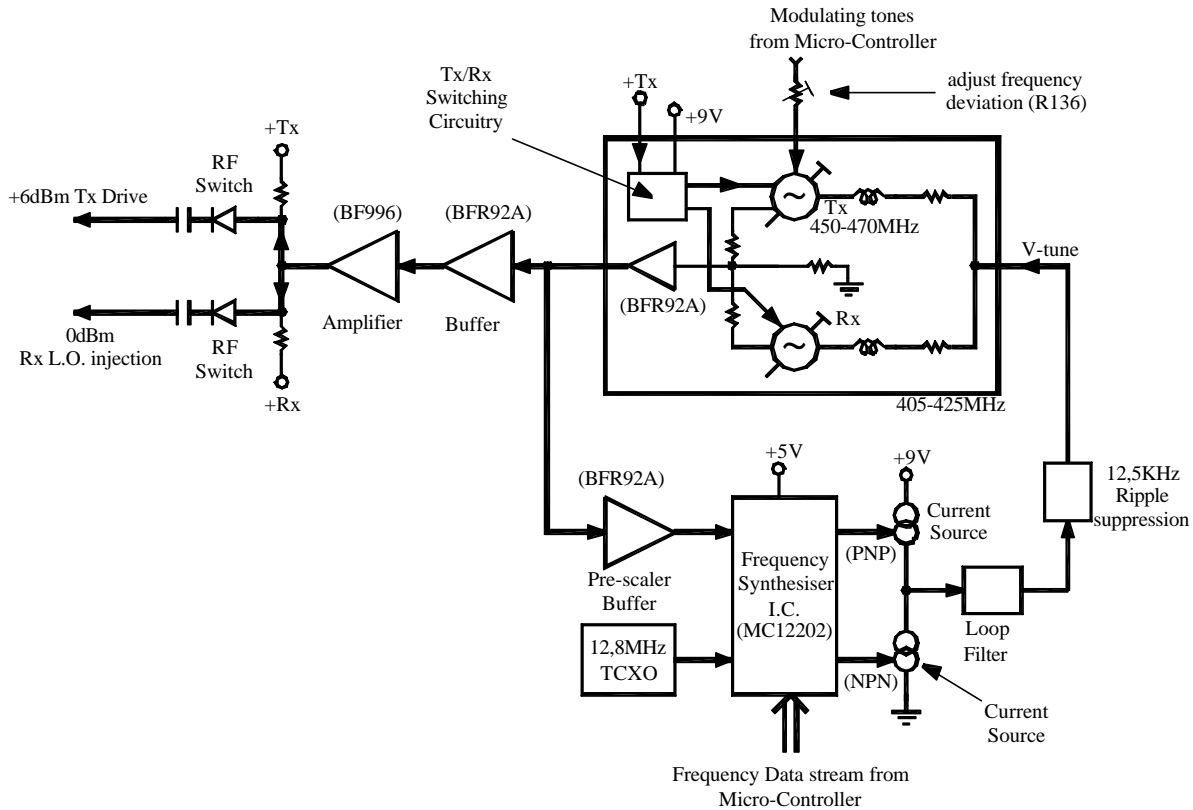 Modulating tones
from Micro-Controller
adjust frequency
deviation (R136)
Tx/Rx
Switching
Circuitry
+Tx
+9V
+Tx
RF
Switch
+6dBm Tx Drive
(BF996)
(BFR92A)
Tx
450-470MHz
V-tune
(BFR92A)
Amplifier
Buffer
Rx
0dBm
Rx L.O. injection
RF
Switch
+Rx
405-425MHz
+5V
+9V
(BFR92A)
12,5KHz
Ripple
suppression
Current
Source
(PNP)
Frequency
Synthesiser
I.C.
(MC12202)
Pre-scaler
Buffer
Loop
Filter
12,8MHz
TCXO
(NPN)
Current
Source
Frequency Data stream from
Micro-Controller